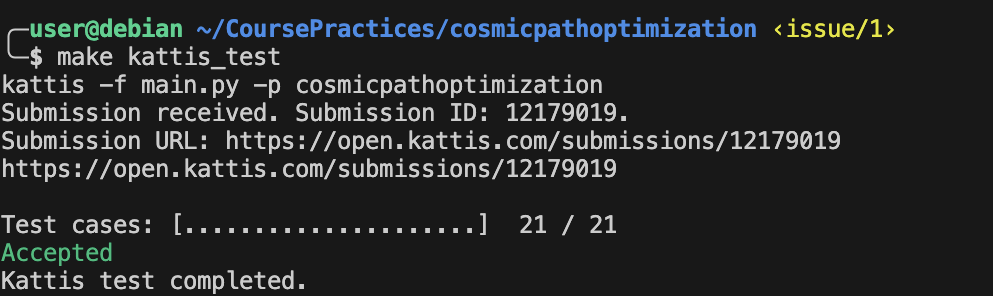 ╭─user@debian ~/CoursePractices/cosmicpathoptimization ‹issue/1›
╰─$ make kattis_test
kattis -f main.py -p cosmicpathoptimization
Submission received. Submission ID: 12179019.
Submission URL: https://open.kattis.com/submissions/12179019
https://open.kattis.com/submissions/12179019
Test cases: [.....................]  21 / 21
Accepted
Kattis test completed.